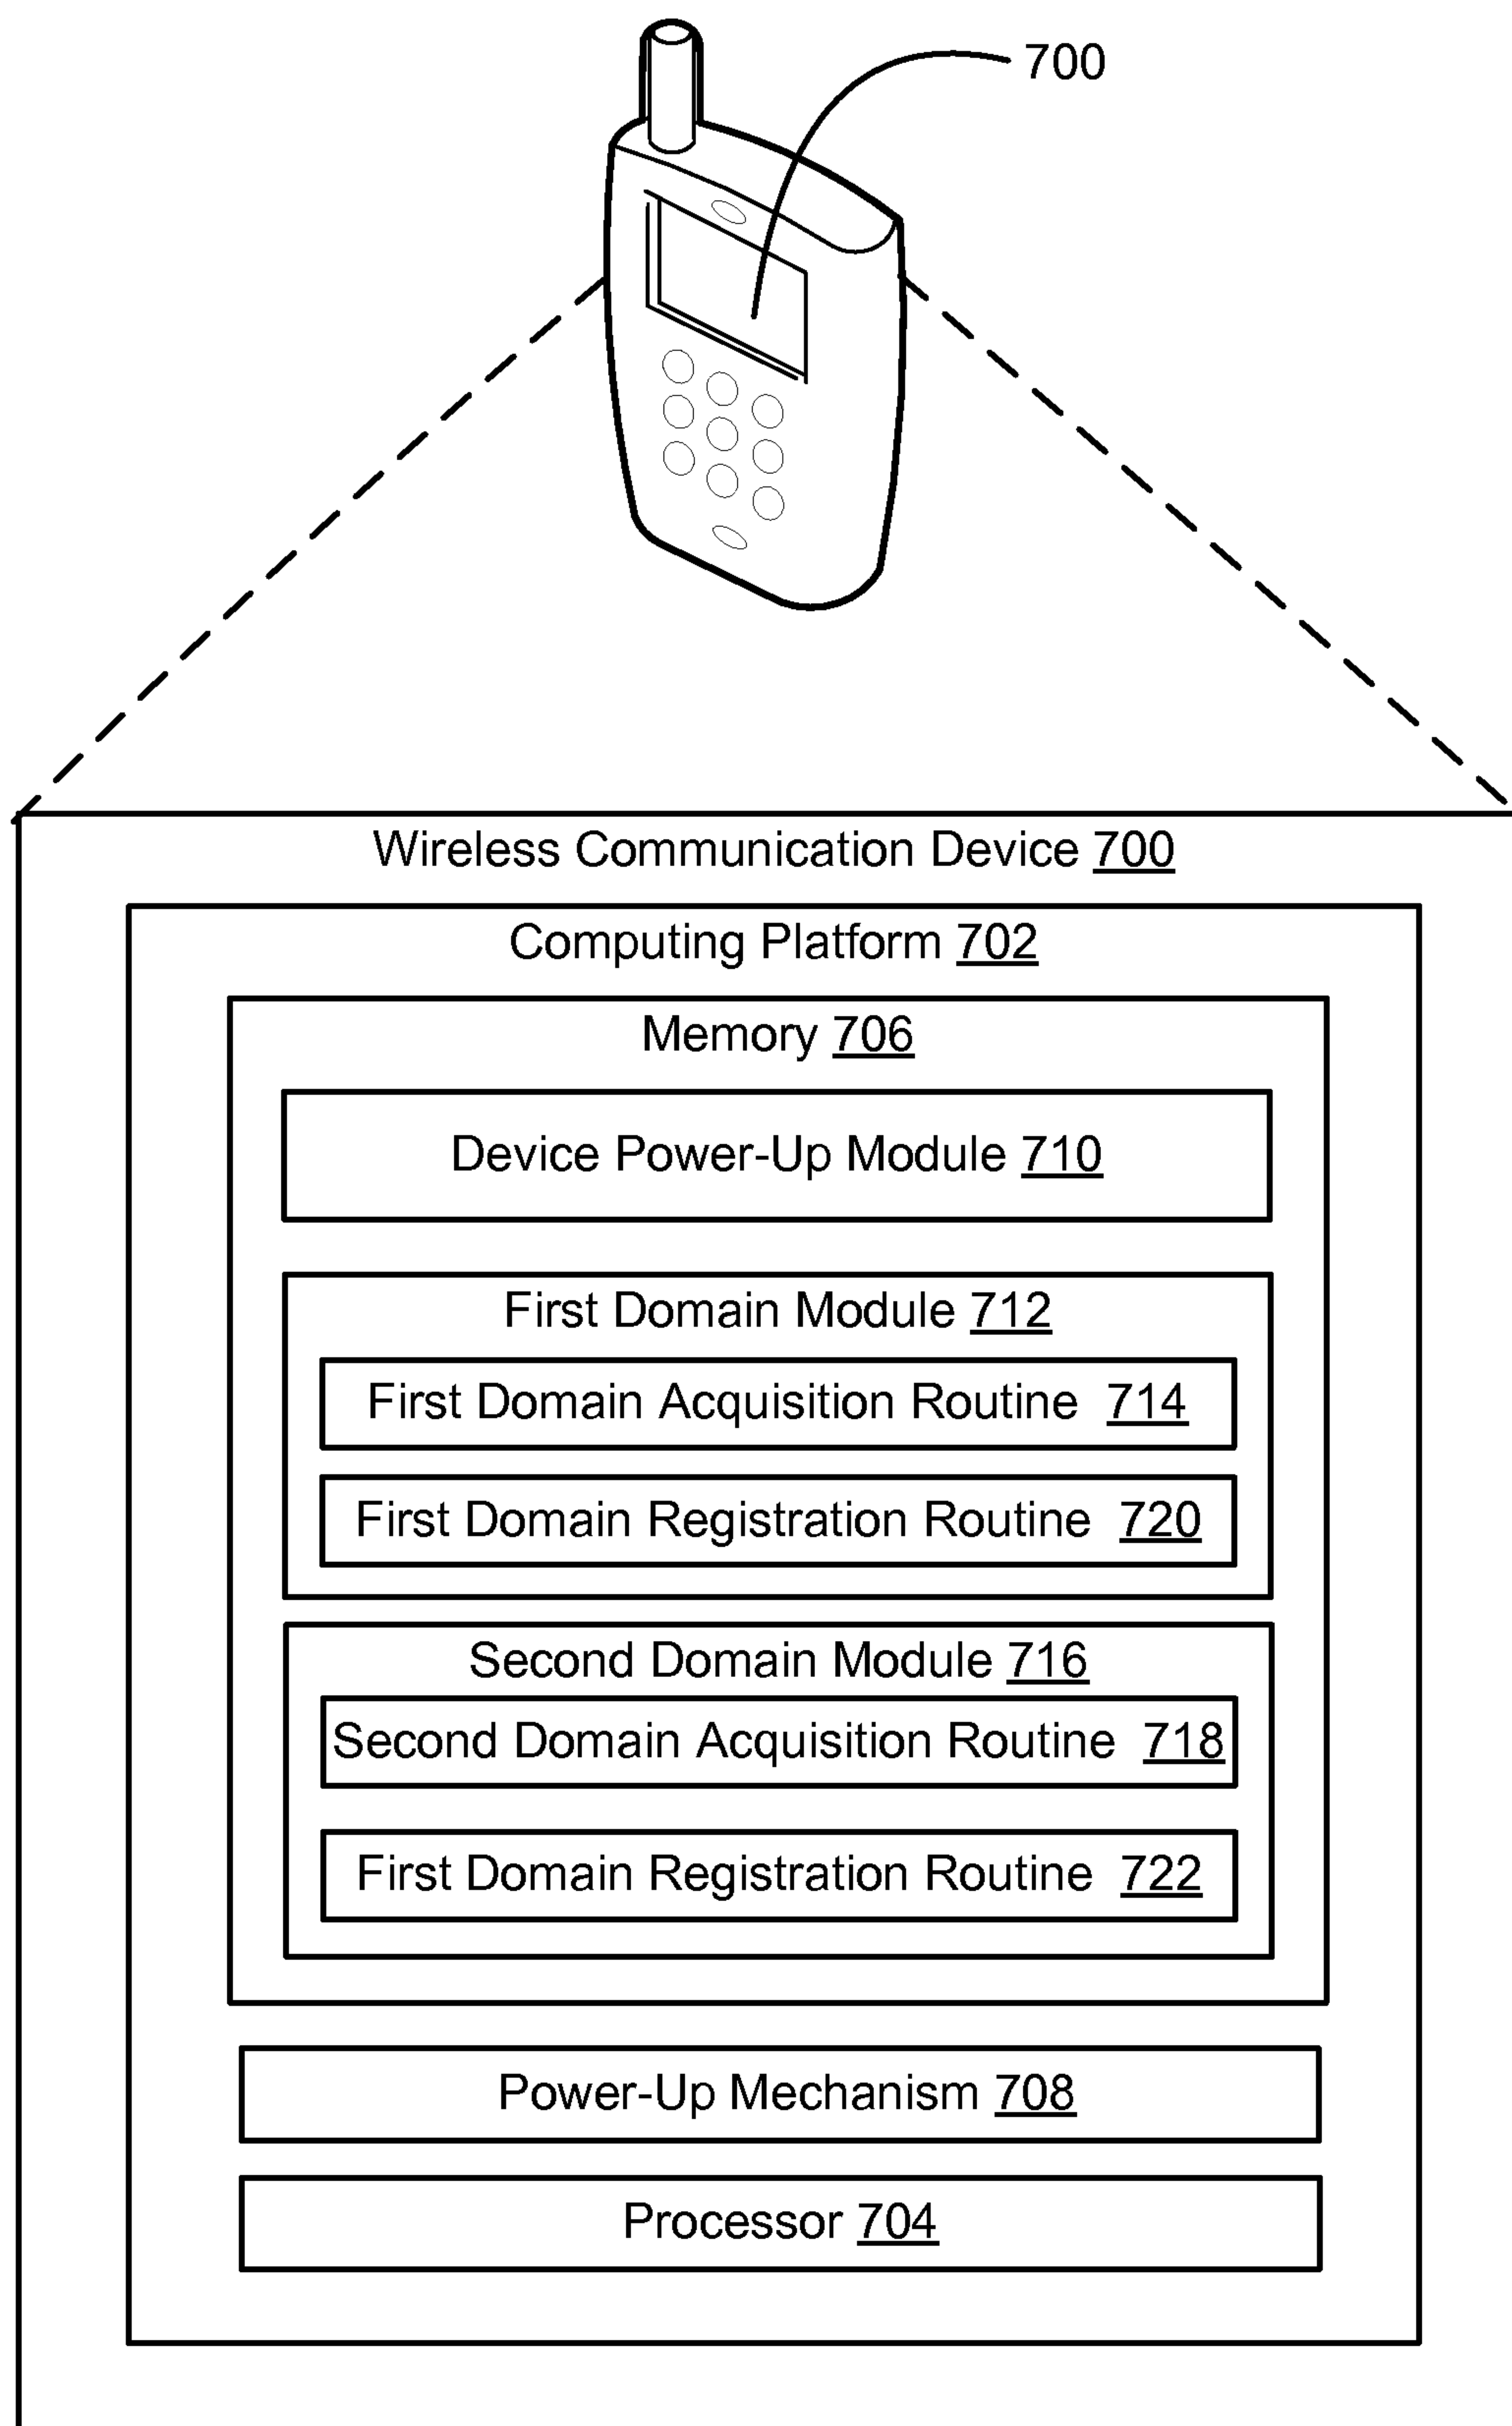 700
Wireless Communication Device 700
Computing Platform 702
Memory 706
Device Power-Up Module 710
First Domain Module 712
First Domain Acquisition Routine 714
First Domain Registration Routine 720
Second Domain Module 716
Second Domain Acquisition Routine 718
First Domain Registration Routine 722
Power-Up Mechanism 708
Processor 704